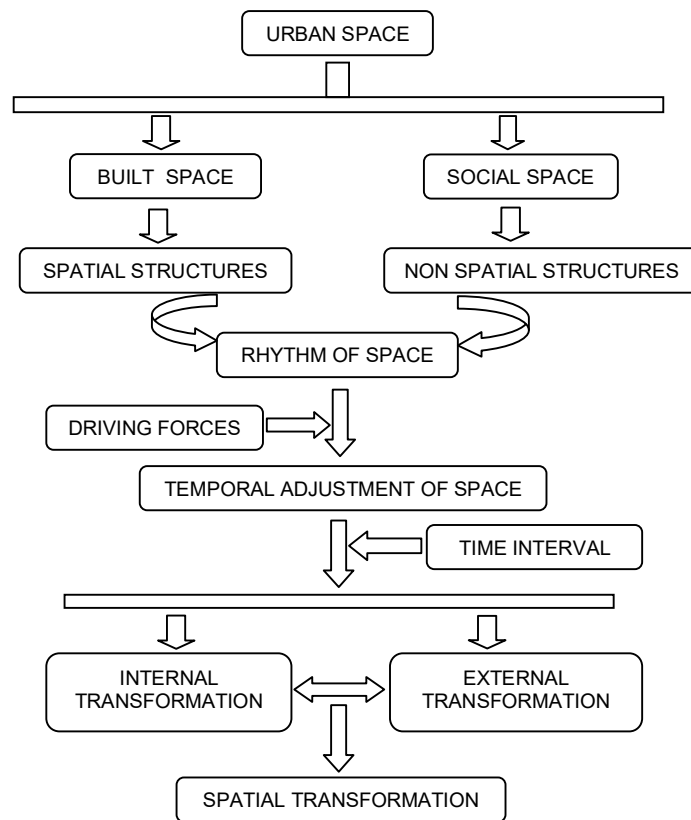 URBAN SPACE
BUILT SPACE
SOCIAL SPACE
SPATIAL STRUCTURES
NON SPATIAL STRUCTURES
RHYTHM OF SPACE
DRIVING FORCES
TEMPORAL ADJUSTMENT OF SPACE
TIME INTERVAL
INTERNAL
TRANSFORMATION
EXTERNAL
TRANSFORMATION
SPATIAL TRANSFORMATION